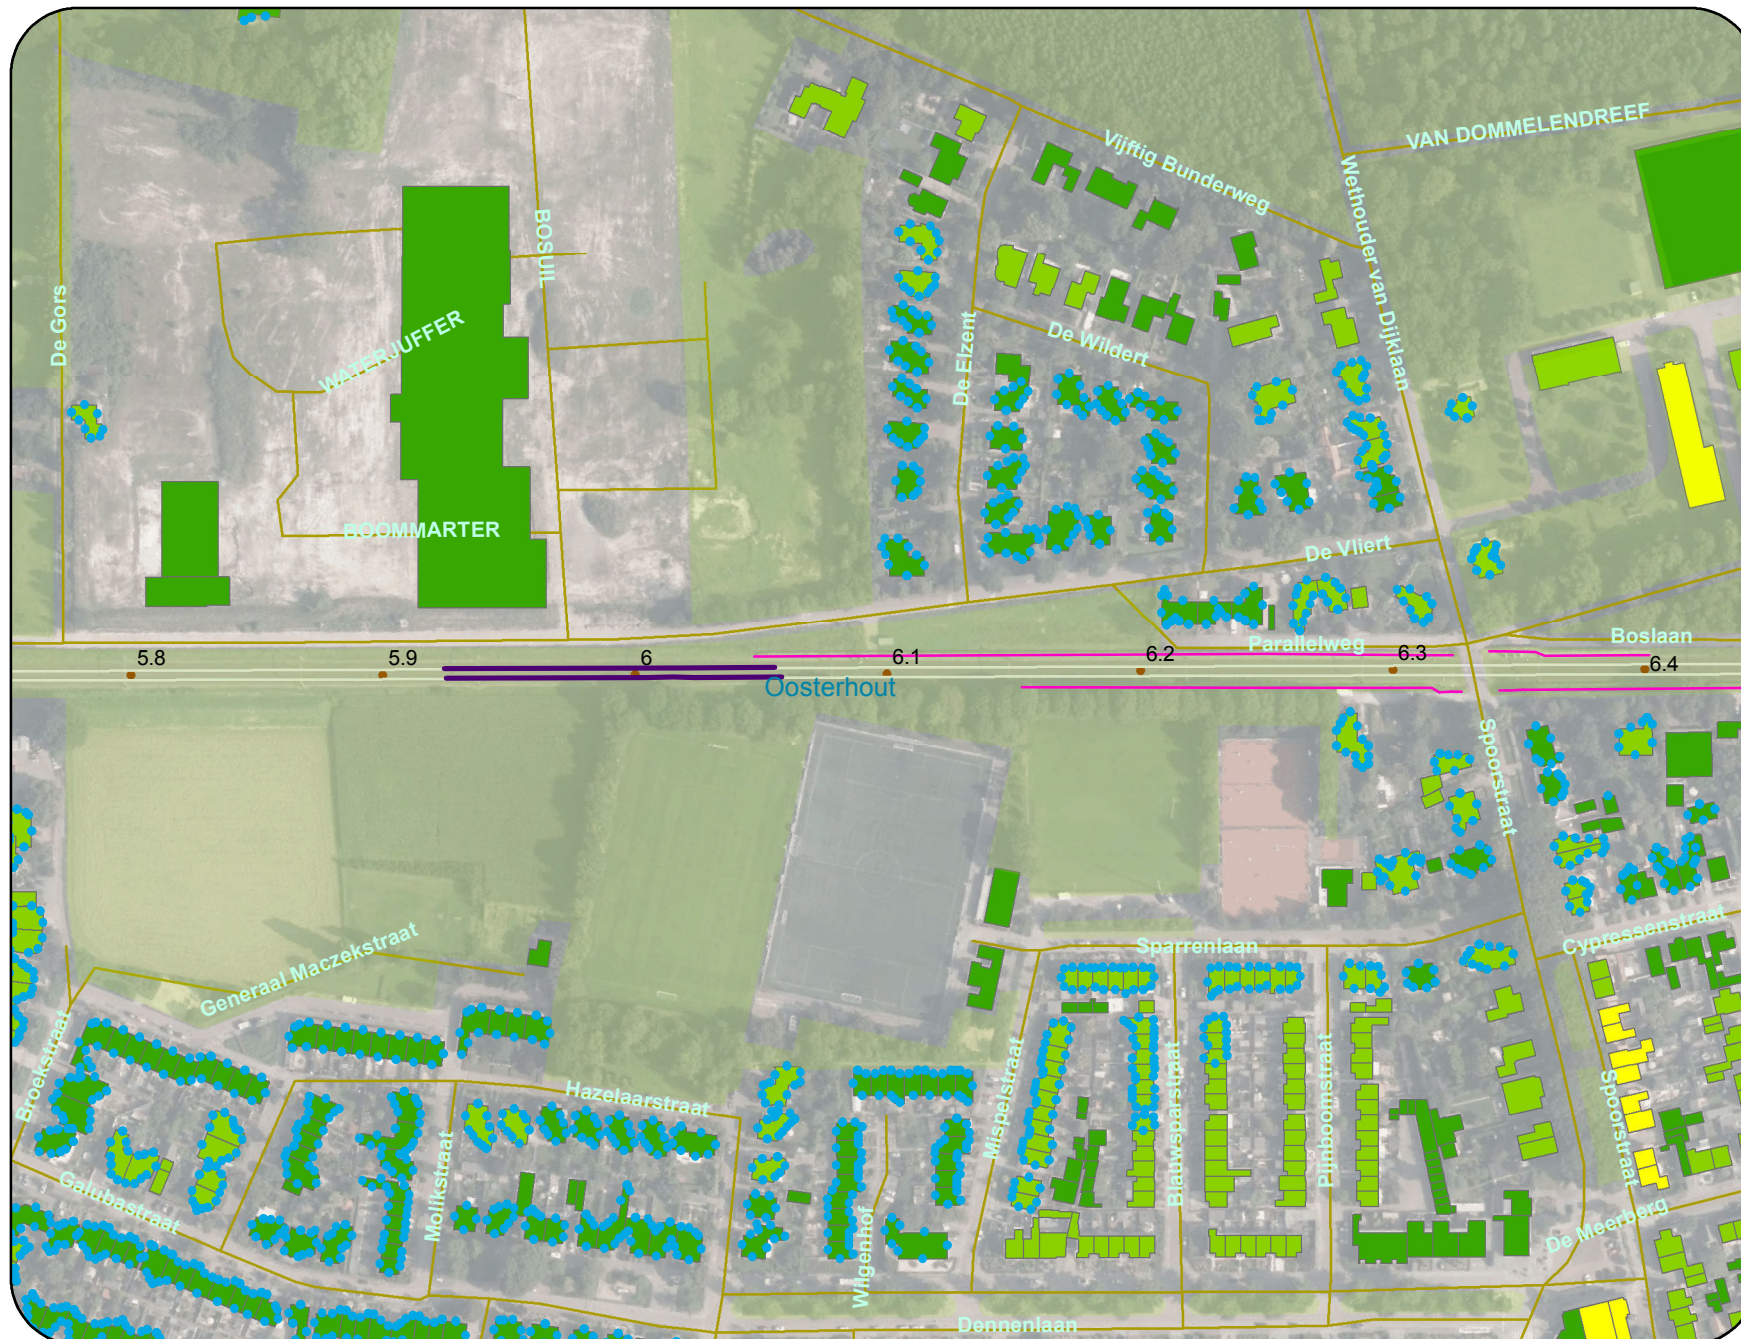 VAN DOMMELENDREEF
Vijftig Bunderweg
Wethouder van Dijklaan
BOSUIL
De Gors
WATERJUFFER
De Elzent
De Wildert
BOOMMARTER
De Vliert
Parallelweg
Boslaan
5.8
5.9
6
6.1
6.2
6.3
6.4
Oosterhout
Spoorstraat
Generaal Maczekstraat
Sparrenlaan
Cypressenstraat
Broekstraat
Hazelaarstraat
Mispelstraat
Blauwsparstraat
Pijnboomstraat
Spoorstraat
Galubastraat
Molikstraat
Wilgenhof
De Meerberg
Dennenlaan